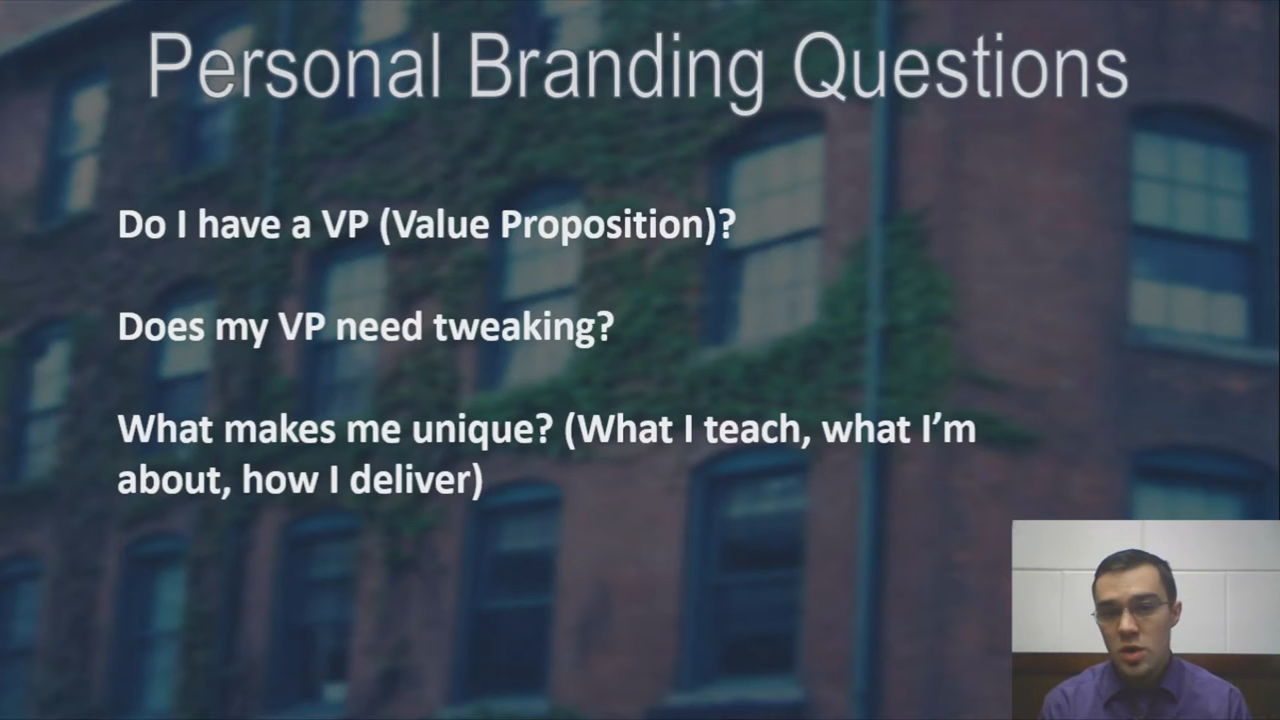 Personal Branding Questions
Do I have a VP (Value Proposition)?
Does my VP need tweaking?
What makes me unique? (What I teach, what I’m
about, how I deliver)